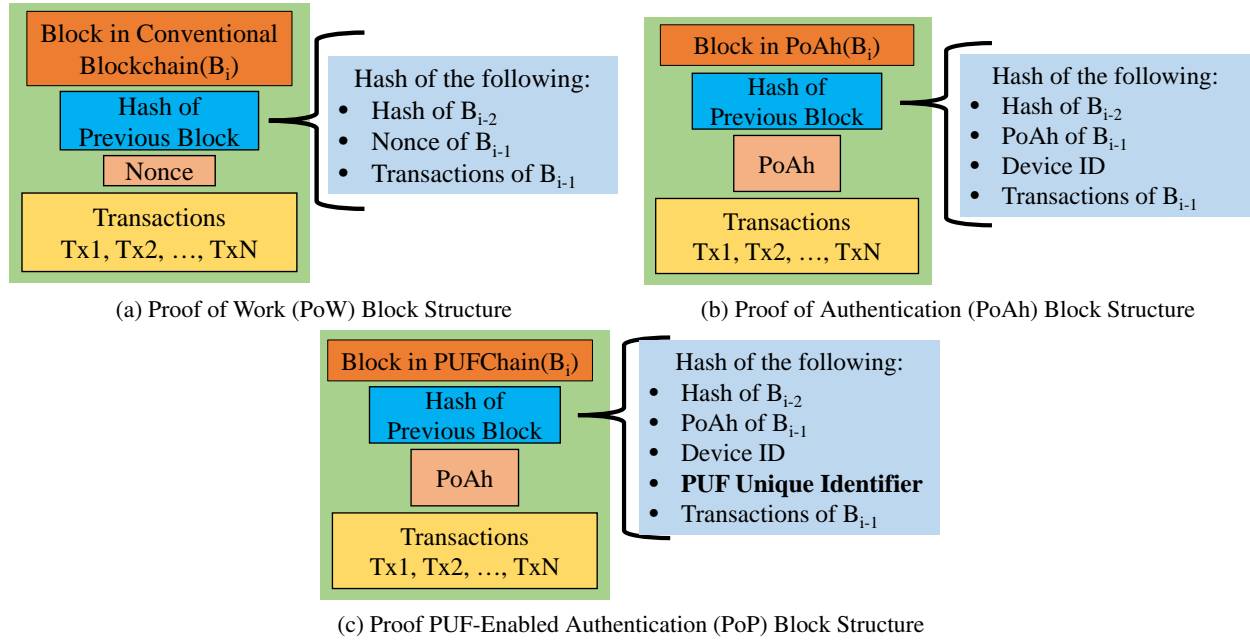 Block in Conventional
Blockchain(Bi)
Hash of
Previous Block
Nonce
Transactions
Tx1, Tx2, …, TxN
Hash of the following:
• Hash of Bi-2
• Nonce of Bi-1
• Transactions of Bi-1
(a) Proof of Work (PoW) Block Structure
Block in PoAh(Bi)
Hash of
Previous Block
PoAh
Transactions
Tx1, Tx2, …, TxN
Hash of the following:
• Hash of Bi-2
• PoAh of Bi-1
• Device ID
• Transactions of Bi-1
(b) Proof of Authentication (PoAh) Block Structure
Block in PUFChain(Bi)
Hash of
Previous Block
PoAh
Transactions
Tx1, Tx2, …, TxN
Hash of the following:
• Hash of Bi-2
• PoAh of Bi-1
• Device ID
• PUF Unique Identifier
• Transactions of Bi-1
(c) Proof PUF-Enabled Authentication (PoP) Block Structure